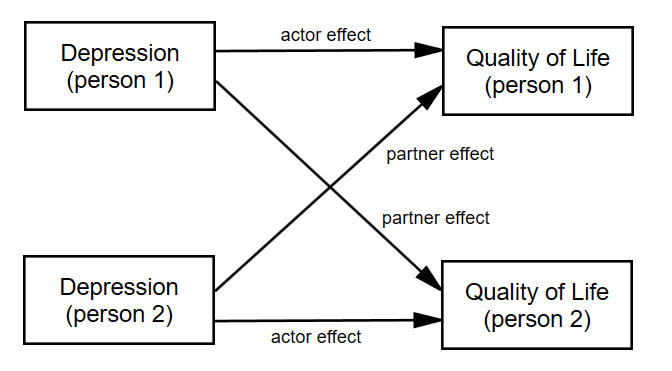 actor effect
Depression
(person 1)
Quality of Life
(person 1)
partner effect
partner effect
Depression
(person 2)
Quality of Life
(person 2)
actor effect